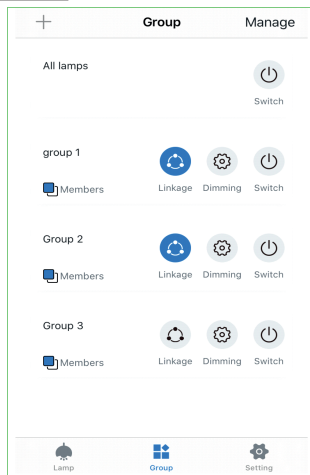 Group
Manage
All lamps
Switch
group 1
Members
Linkage
Dimming
Switch
Group 2
Members
Linkage
Dimming
Switch
Group 3
Members
Linkage
Dimming
Switch
Lamp
Group
Setting